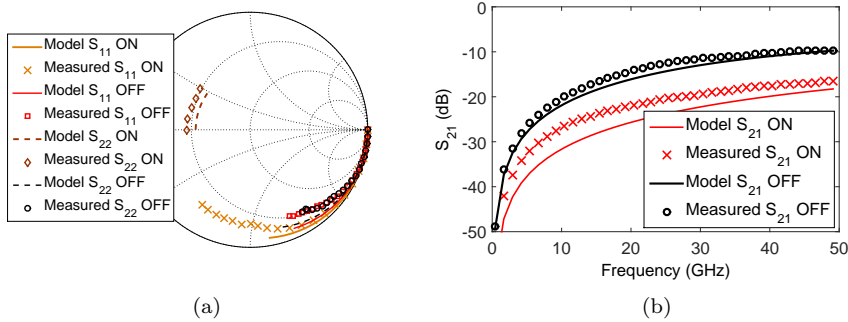 Model S11 ON
Measured S11 ON
Model S11 OFF
Measured S11 OFF
Model S22 ON
Measured S22 ON
Model S22 OFF
Measured S22 OFF
(a)
S21 (dB)
0
-10
-20
-30
-40
-50
0
10
20
30
40
50
Frequency (GHz)
Model S21 ON
Measured S21 ON
Model S21 OFF
Measured S21 OFF
(b)